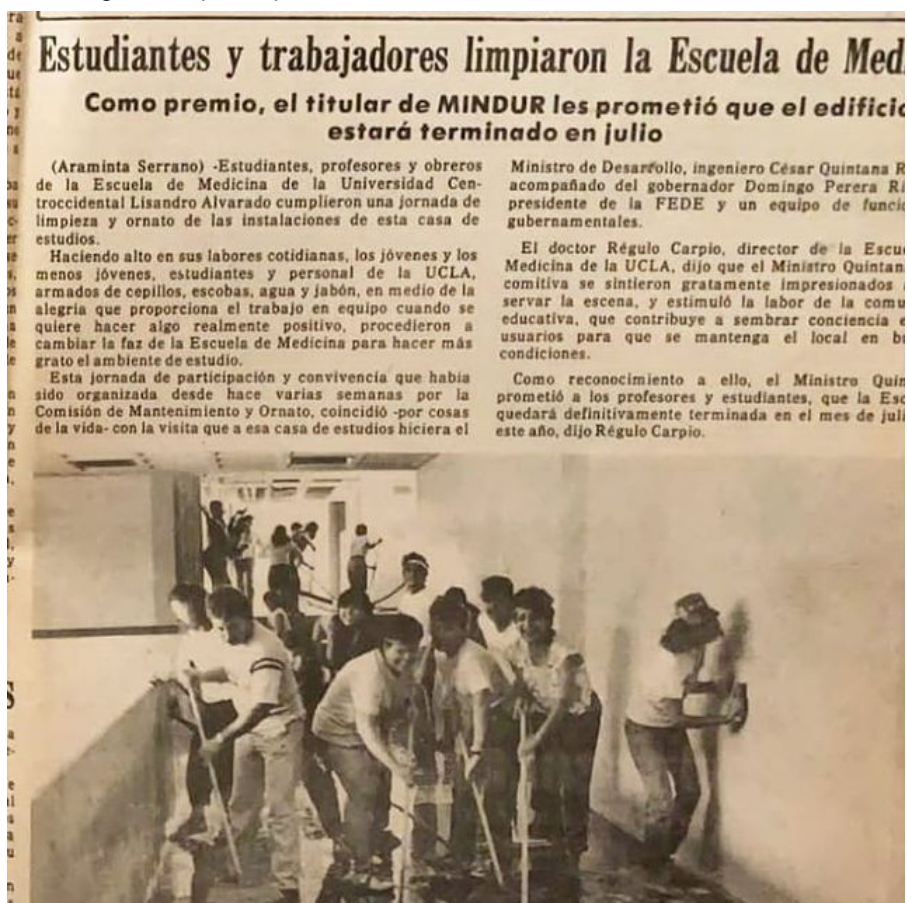 Estudiantes y trabajadores limpiaron la Escuela de Med
Como premio, el titular de MINDUR les prometió que el edificio
estará terminado en julio
(Araminta Serrano) -Estudiantes, profesores y obreros
de la Escuela de Medicina de la Universidad Cen-
troccidental Lisandro Alvarado cumplieron una jornada de
limpieza y ornato de las instalaciones de esta casa de
estudios.
Haciendo alto en sus labores cotidianas, los jóvenes y los
menos jóvenes, estudiantes y personal de la UCLA,
armados de cepillos, escobas, agua y jabón, en medio de la
alegría que proporciona el trabajo en equipo cuando se
quiere hacer algo realmente positivo, procedieron a
cambiar la faz de la Escuela de Medicina para hacer más
grato el ambiente de estudio.
Esta jornada de participación y convivencia que había
sido organizada desde hace varias semanas por la
Comisión de Mantenimiento y Ornato, coincidió -por cosas
de la vida- con la visita que a esa casa de estudios hiciera el
Ministro de Desarrollo, ingeniero César Quintana R
acompañado del gobernador Domingo Perera Ri
presidente de la FEDE y un equipo de funcio
gubernamentales.
El doctor Régulo Carpio, director de la Escue
Medicina de la UCLA, dijo que el Ministro Quintan
comitiva se sintieron gratamente impresionados
servar la escena, y estimuló la labor de la comu
educativa, que contribuye a sembrar conciencia e
usuarios para que se mantenga el local en bu
condiciones.
Como reconocimiento a ello, el Ministro Quin
prometió a los profesores y estudiantes, que la Esc
quedará definitivamente terminada en el mes de juli
este año, dijo Régulo Carpio.